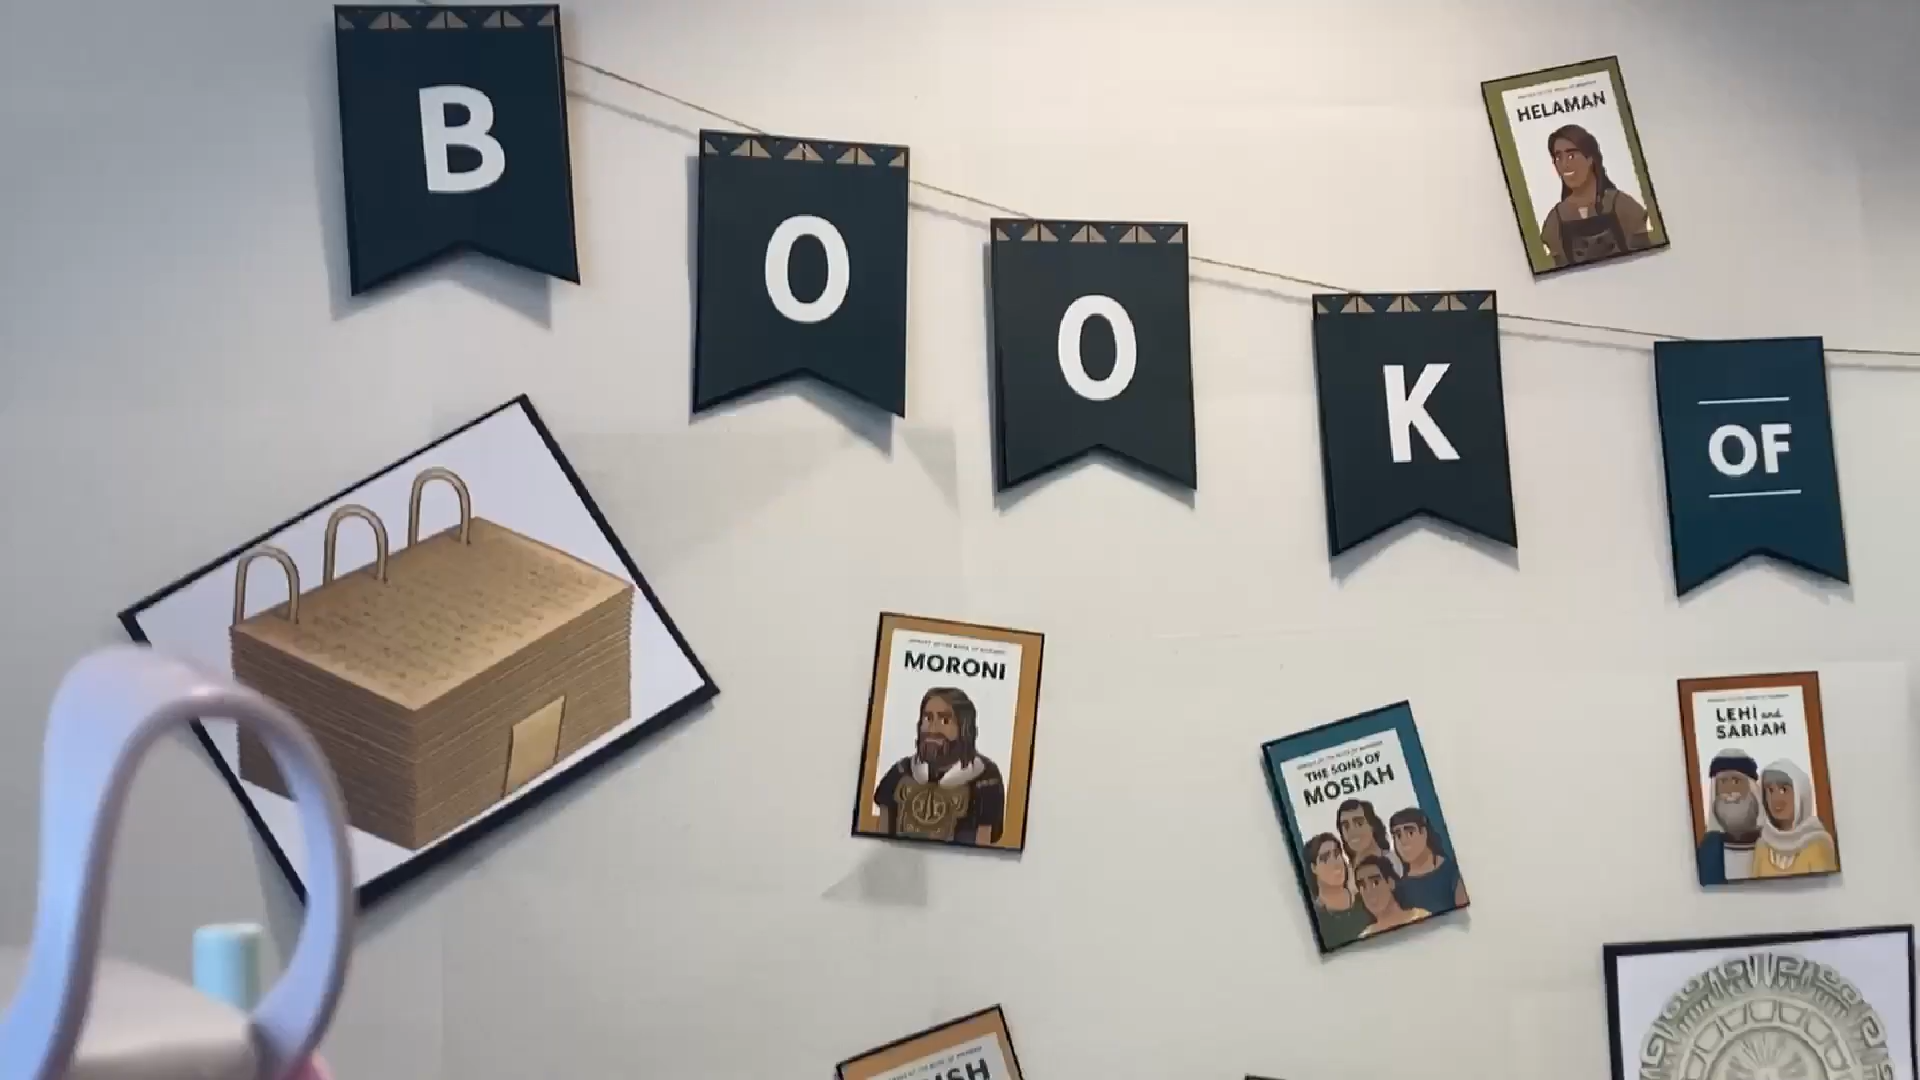 B
O
O
K
OF
HELAMAN
MORONI
THE SONS OF
MOSIAH
LEHI and
SARIAH